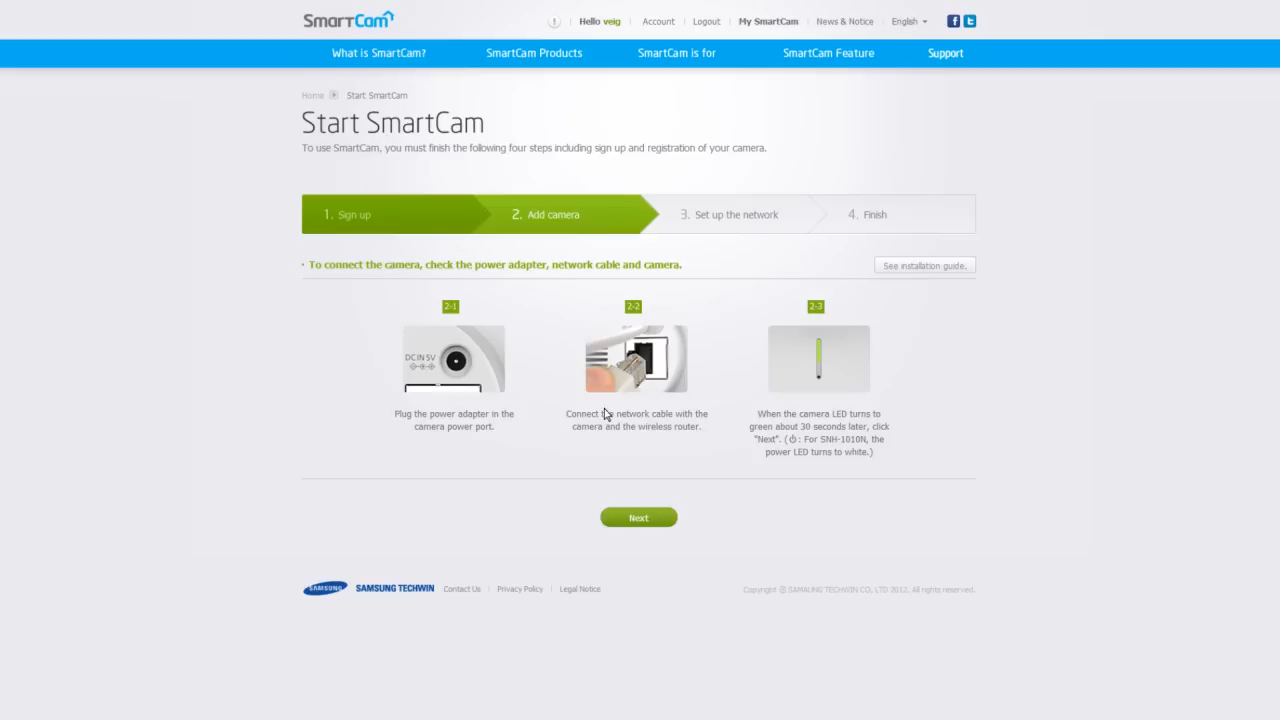 SmartCam
Hello veig
Account
Logout
My SmartCam
News & Notice
English
What is SmartCam?
SmartCam Products
SmartCam is for
SmartCam Feature
Support
Home
Start SmartCam
Start SmartCam
To use SmartCam, you must finish the following four steps including sign up and registration of your camera.
1. Sign up
2. Add camera
3. Set up the network
4. Finish
To connect the camera, check the power adapter, network cable and camera.
See installation guide.
2-1
2-2
2-3
DC IN 5V
Plug the power adapter in the
camera power port.
Connect the network cable with the
camera and the wireless router.
When the camera LED turns to
green about 30 seconds later, click
"Next". ( : For SNH-1010N, the
power LED turns to white.)
Next
SAMSUNG
SAMSUNG TECHWIN
Contact Us
Privacy Policy
Legal Notice
Copyright ⓒ SAMAUNG TECHWIN CO, LTD 2012. All rights reserved.